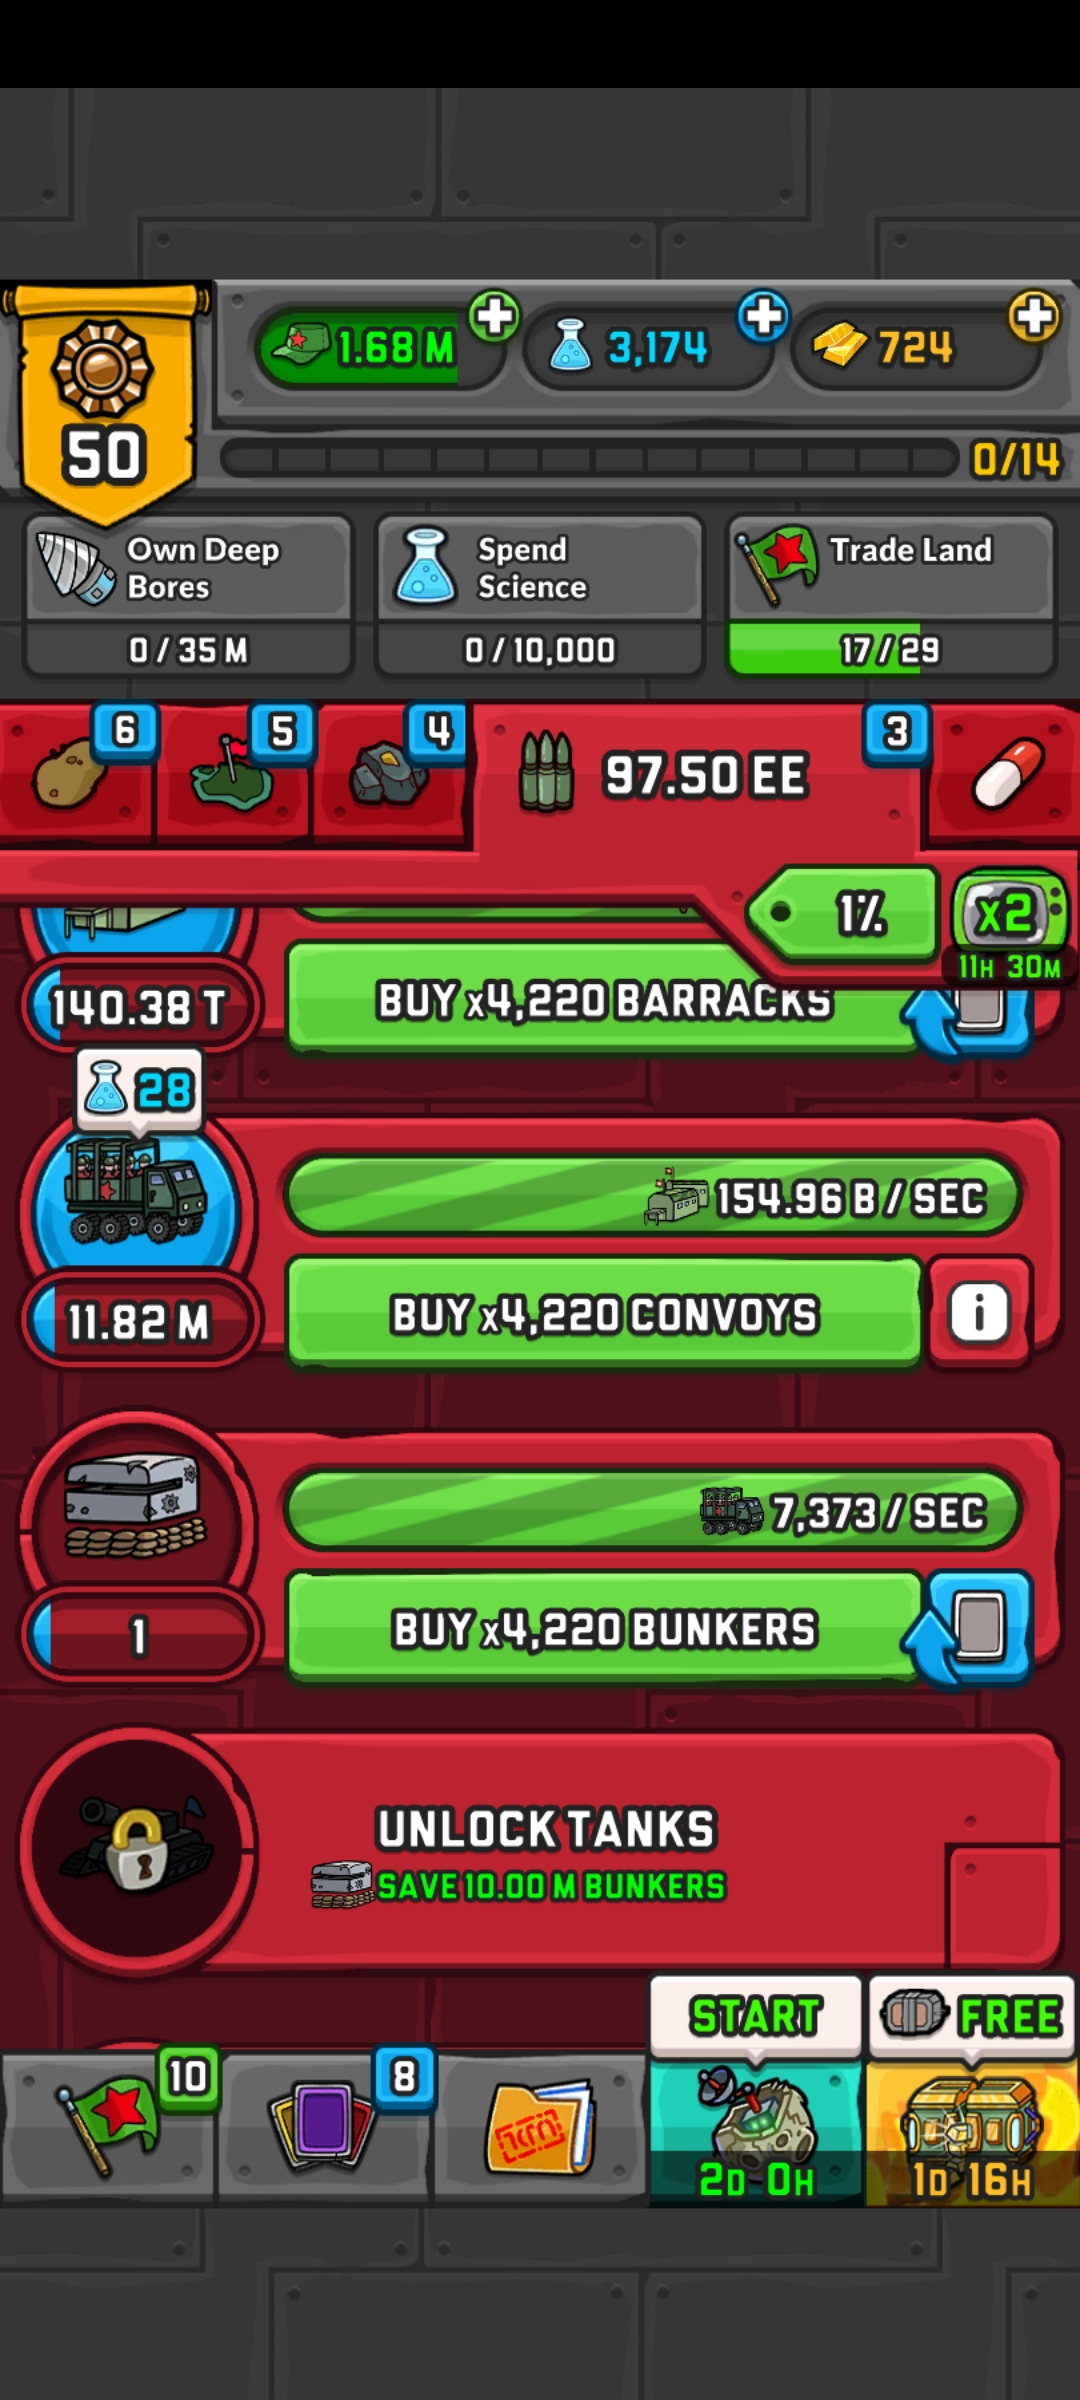 1.68 M
3,174
724
50
0/14
Own Deep
Bores
0 / 35 M
Spend
Science
0 / 10,000
Trade Land
17 / 29
6
5
4
97.50 EE
3
1%
x2
11H 30M
140.38 T
BUY x4,220 BARRACKS
28
154.96 B / SEC
11.82 M
BUY x4,220 CONVOYS
i
7,373 / SEC
1
BUY x4,220 BUNKERS
UNLOCK TANKS
SAVE 10.00 M BUNKERS
START
FREE
10
8
2D 0H
1D 16H